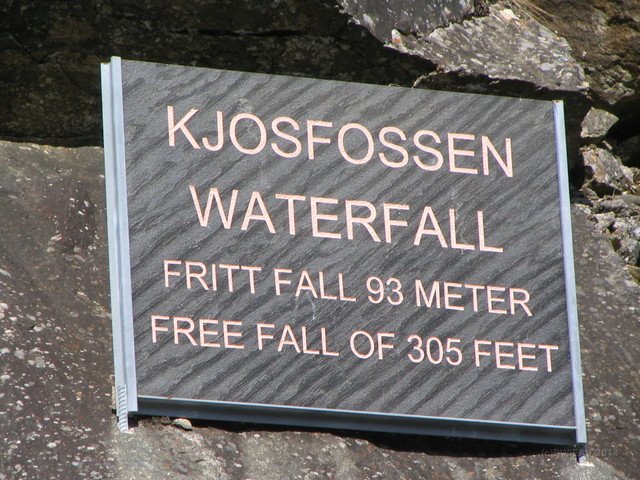 KJOSFOSSEN
WATERFALL
FRITT FALL 93 METER
FREE FALL OF 305 FEET